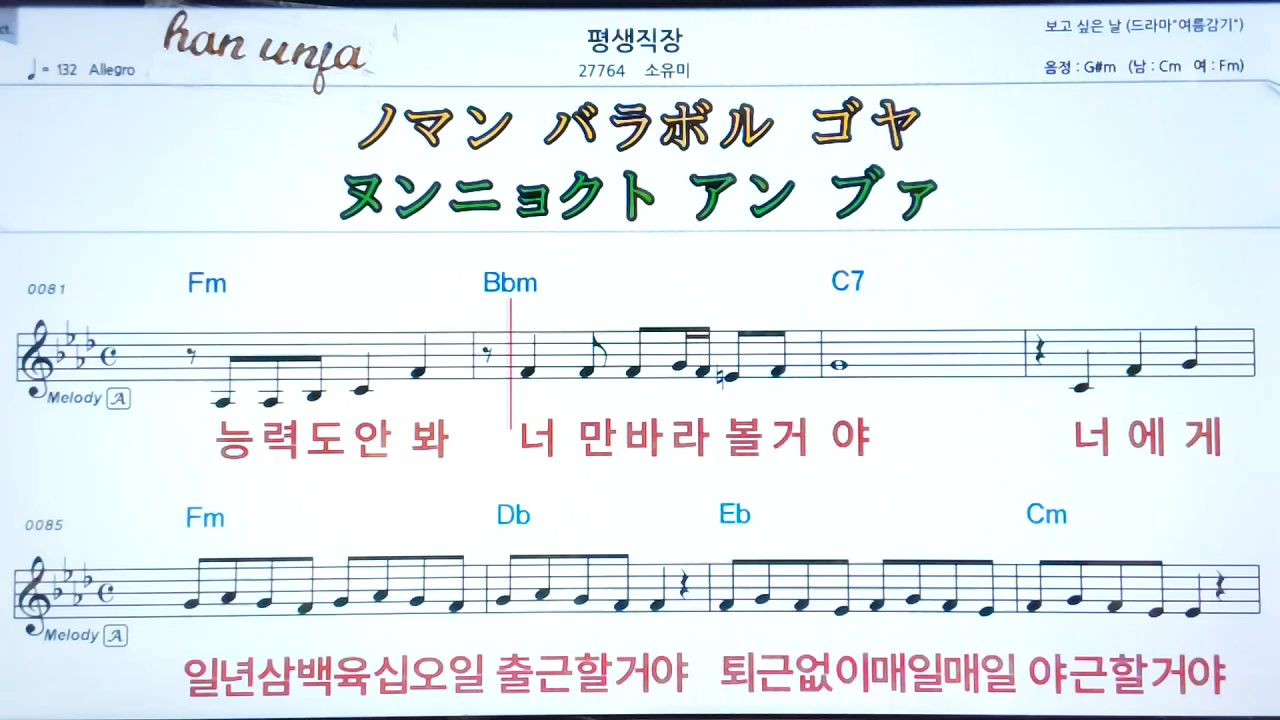 han unfa
평생직장
보고 싶은 날 (드라마"여름감기")
♩ = 132 Allegro
27764 소유미
음정 : G#m (남 : Cm 여 : Fm)
ノマン バラボル ゴヤ
ヌンニョクト アン ブァ
0081 Fm Bbm C7
Melody A
능력도안 봐 너 만바라 볼거 야 너 에 게
0085 Fm Db Eb Cm
Melody A
일년삼백육십오일 출근할거야 퇴근없이매일매일 야근할거야